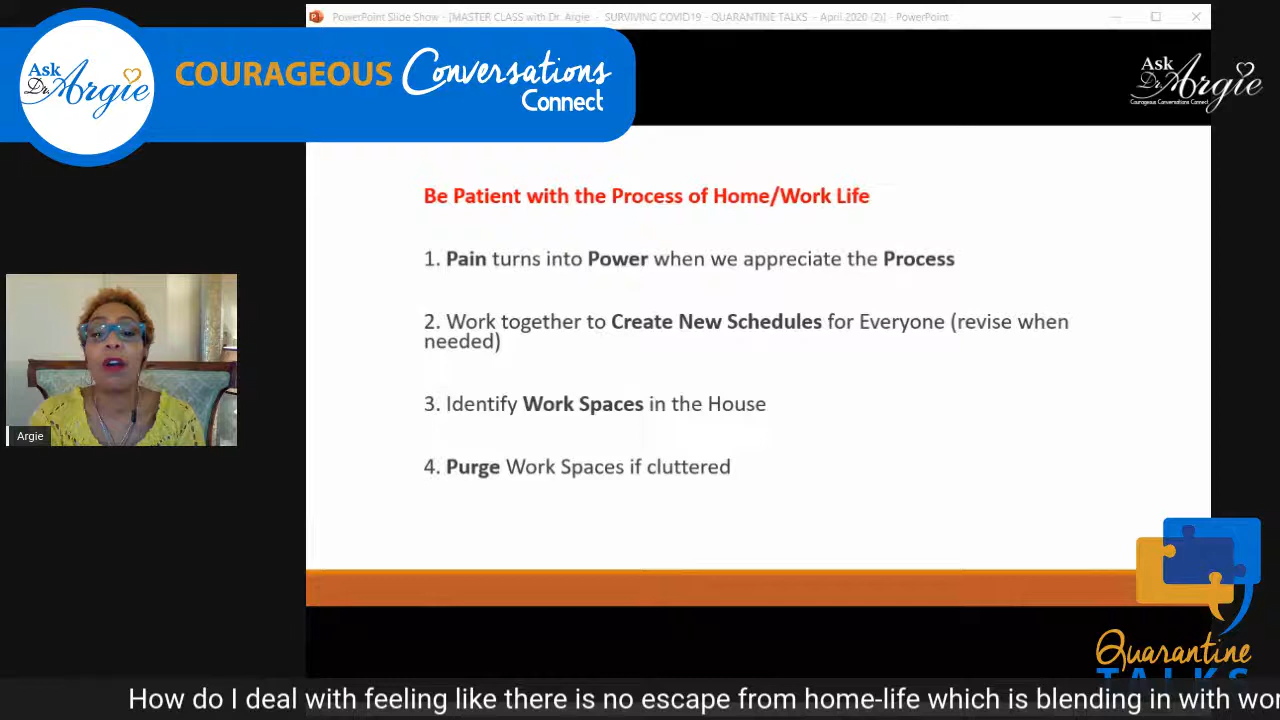 PowerPoint Slide Show - [MASTER CLASS with Dr. Argie - SURVIVING COVID19 - QUARANTINE TALKS - April 2020 (2)] - PowerPoint
Ask
Dr. Argie
COURAGEOUS Conversations
Connect
Ask
Dr. Argie
Courageous Conversations Connect
Be Patient with the Process of Home/Work Life
1. Pain turns into Power when we appreciate the Process
2. Work together to Create New Schedules for Everyone (revise when
needed)
3. Identify Work Spaces in the House
4. Purge Work Spaces if cluttered
Argie
Quarantine
TALKS
How do I deal with feeling like there is no escape from home-life which is blending in with wor